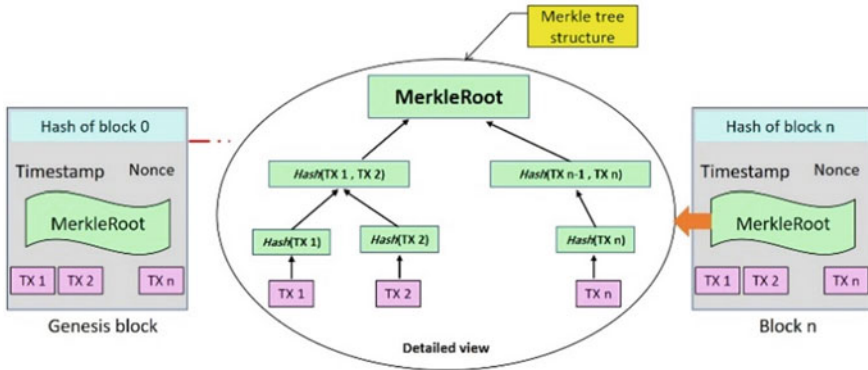 Merkle tree
structure
Hash of block 0
Timestamp Nonce
MerkleRoot
TX 1 TX 2 TX n
Genesis block
MerkleRoot
Hash(TX 1 , TX 2) Hash(TX n-1 , TX n)
Hash(TX 1) Hash(TX 2) Hash(TX n)
TX 1 TX 2 TX n
Detailed view
Hash of block n
Timestamp Nonce
MerkleRoot
TX 1 TX 2 TX n
Block n